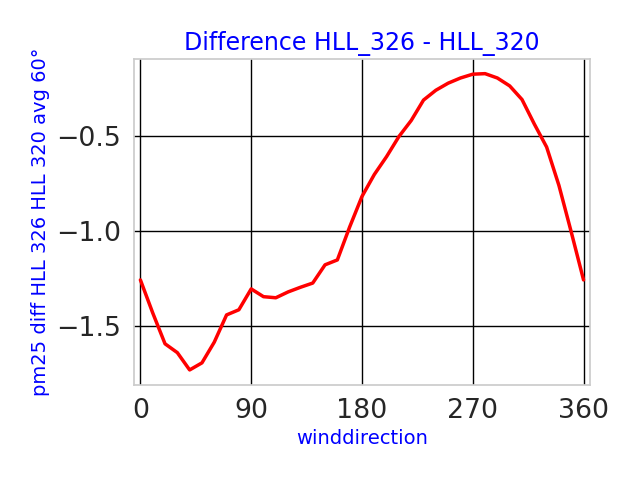 Difference HLL_326 - HLL_320
pm25 diff HLL 326 HLL 320 avg 60°
−0.5
−1.0
−1.5
0 90 180 270 360
winddirection